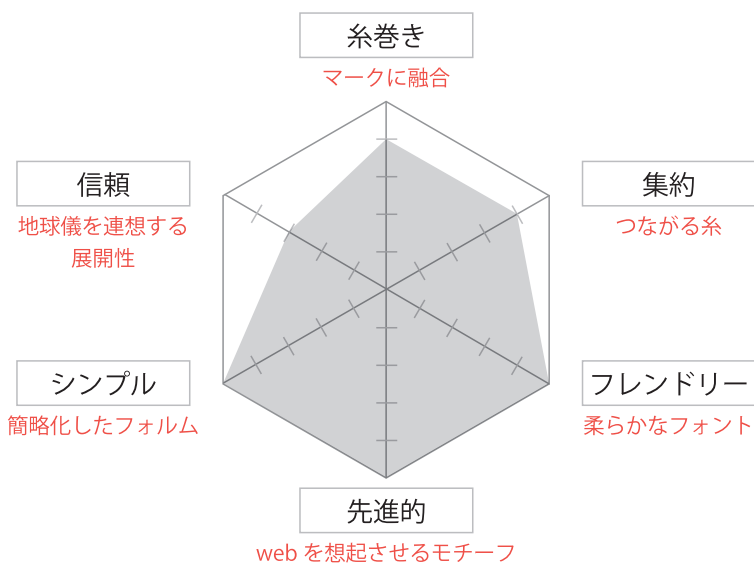 糸巻き
マークに融合
信頼
地球儀を連想する
展開性
集約
つながる糸
シンプル
簡略化したフォルム
フレンドリー
柔らかなフォント
先進的
web を想起させるモチーフ